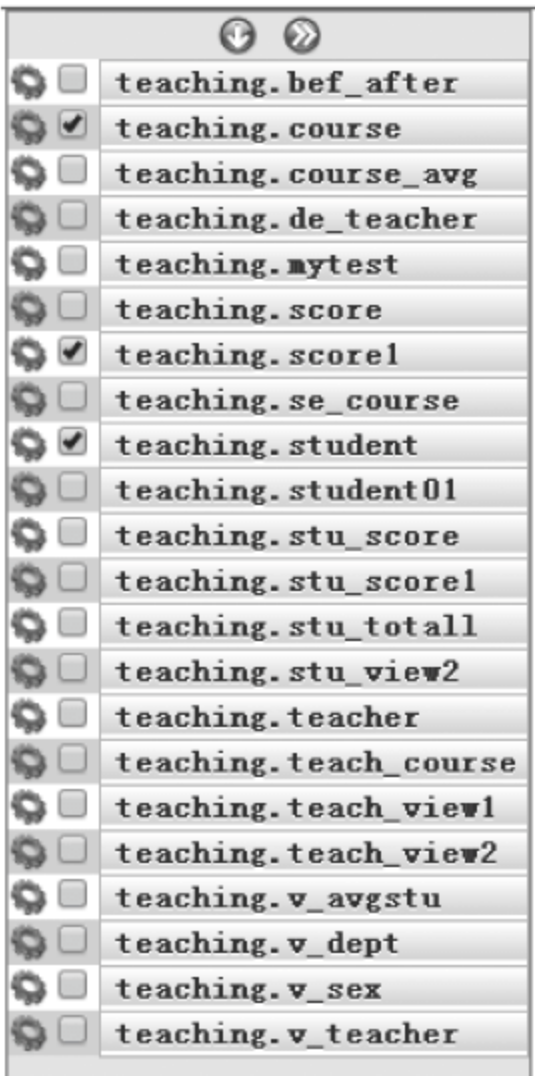 teaching.bef_after
teaching.course
teaching.course_avg
teaching.de_teacher
teaching.mytest
teaching.score
teaching.score1
teaching.se_course
teaching.student
teaching.student01
teaching.stu_score
teaching.stu_score1
teaching.stu_totall
teaching.stu_view2
teaching.teacher
teaching.teach_course
teaching.teach_view1
teaching.teach_view2
teaching.v_avgstu
teaching.v_dept
teaching.v_sex
teaching.v_teacher